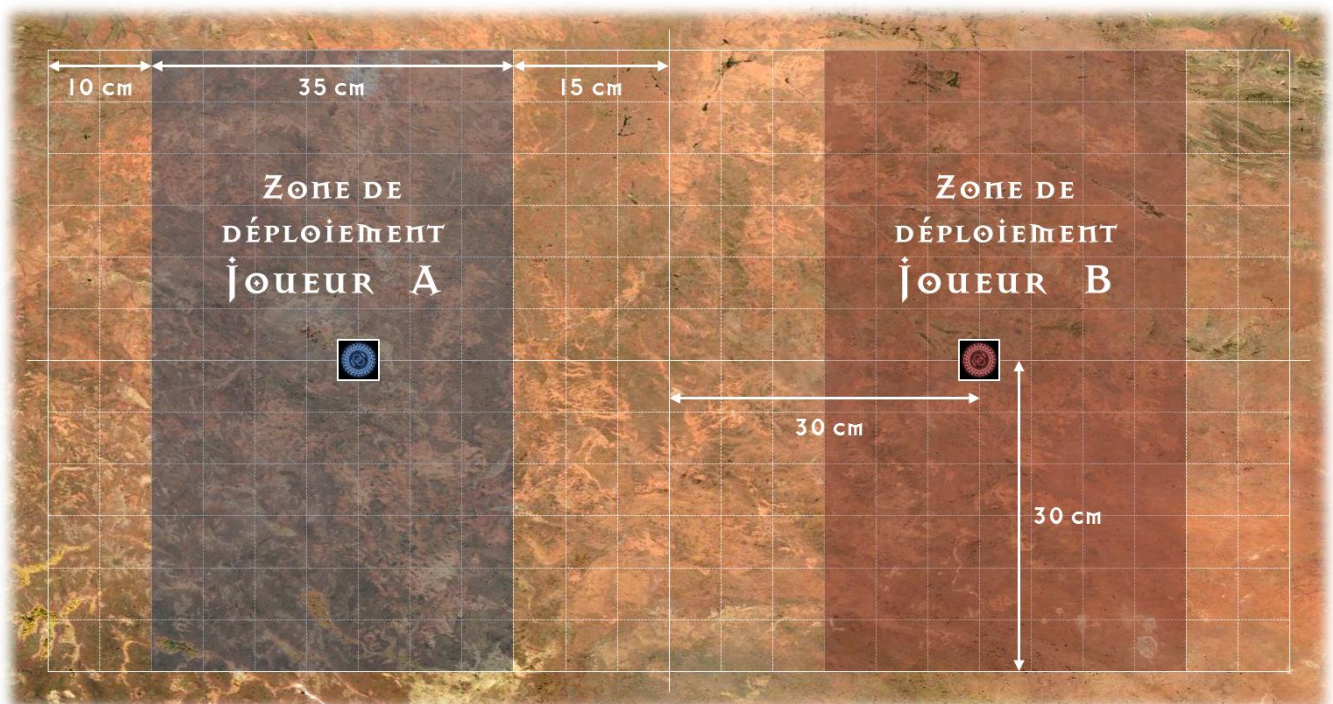 10 cm
35 cm
15 cm
Zone de
déploiement
Joueur A
Zone de
déploiement
Joueur B
30 cm
30 cm